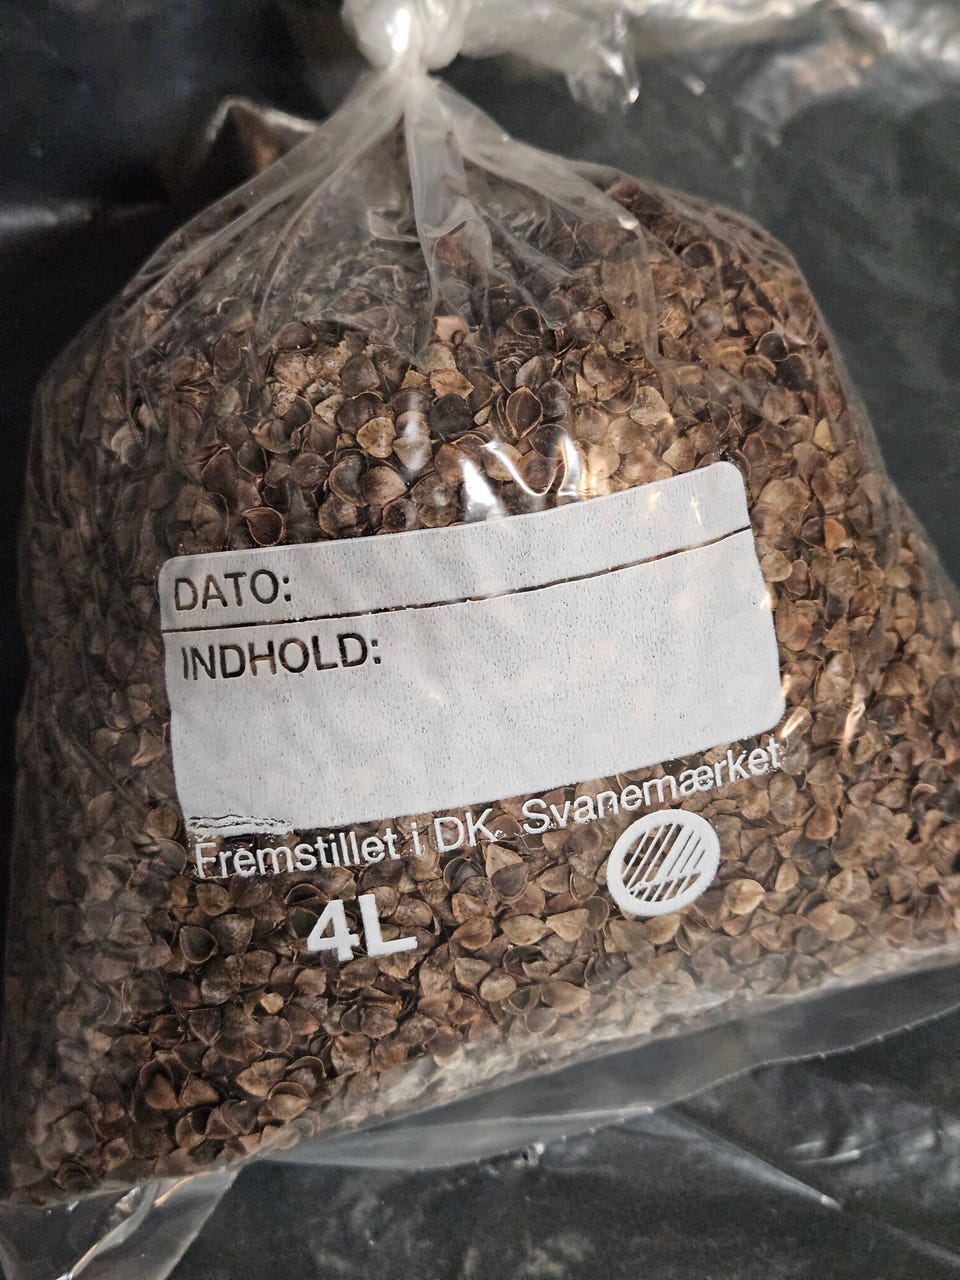 DATO:
INDHOLD:
Fremstillet i DK. Svanemærket
4L